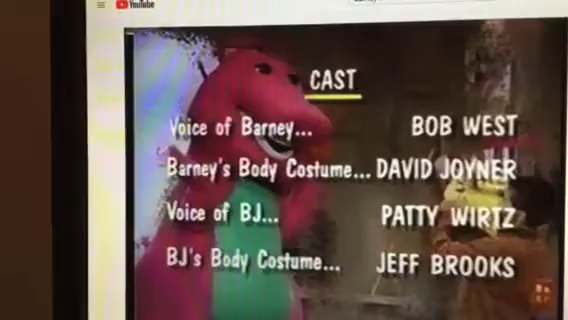 YouTube
CAST
Voice of Barney... BOB WEST
Barney's Body Costume... DAVID JOYNER
Voice of BJ... PATTY WIRTZ
BJ's Body Costume... JEFF BROOKS